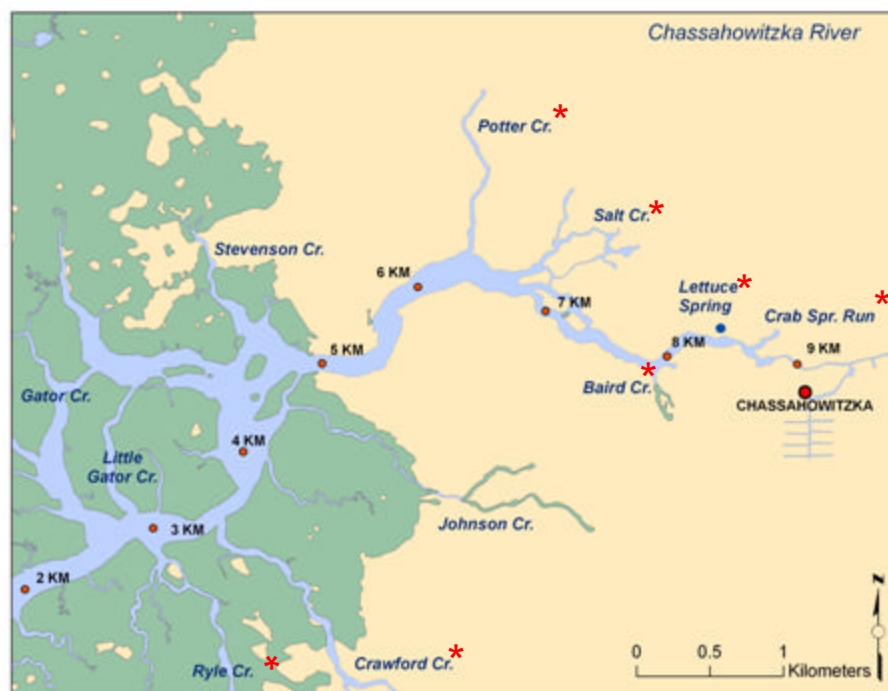 Chassahowitzka River
Potter Cr. *
Salt Cr. *
Stevenson Cr.
6 KM
Lettuce *
Spring
7 KM
Crab Spr. Run *
5 KM
8 KM
9 KM
Baird Cr. *
Gator Cr.
CHASSAHOWITZKA
4 KM
Little
Gator Cr.
3 KM
Johnson Cr.
2 KM
N
Ryle Cr. *
Crawford Cr. *
0 0.5 1
Kilometers